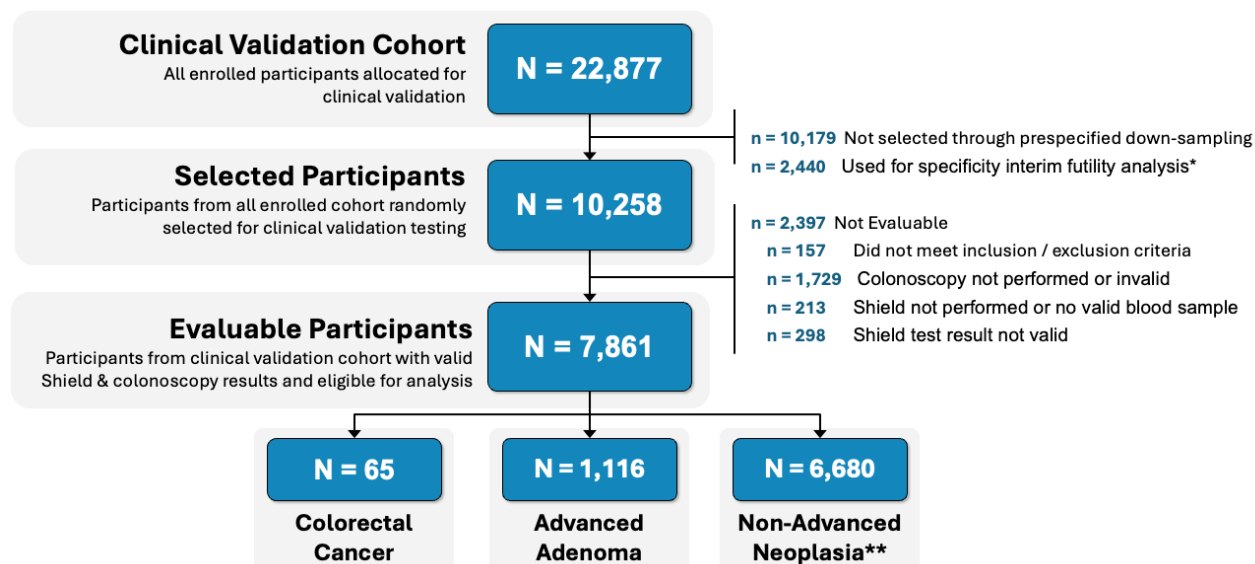 Clinical Validation Cohort
All enrolled participants allocated for
clinical validation
N = 22,877
n = 10,179 Not selected through prespecified down-sampling
n = 2,440 Used for specificity interim futility analysis*
Selected Participants
Participants from all enrolled cohort randomly
selected for clinical validation testing
N = 10,258
n = 2,397 Not Evaluable
n = 157 Did not meet inclusion / exclusion criteria
n = 1,729 Colonoscopy not performed or invalid
n = 213 Shield not performed or no valid blood sample
n = 298 Shield test result not valid
Evaluable Participants
Participants from clinical validation cohort with valid
Shield & colonoscopy results and eligible for analysis
N = 7,861
N = 65
Colorectal
Cancer
N = 1,116
Advanced
Adenoma
N = 6,680
Non-Advanced
Neoplasia**